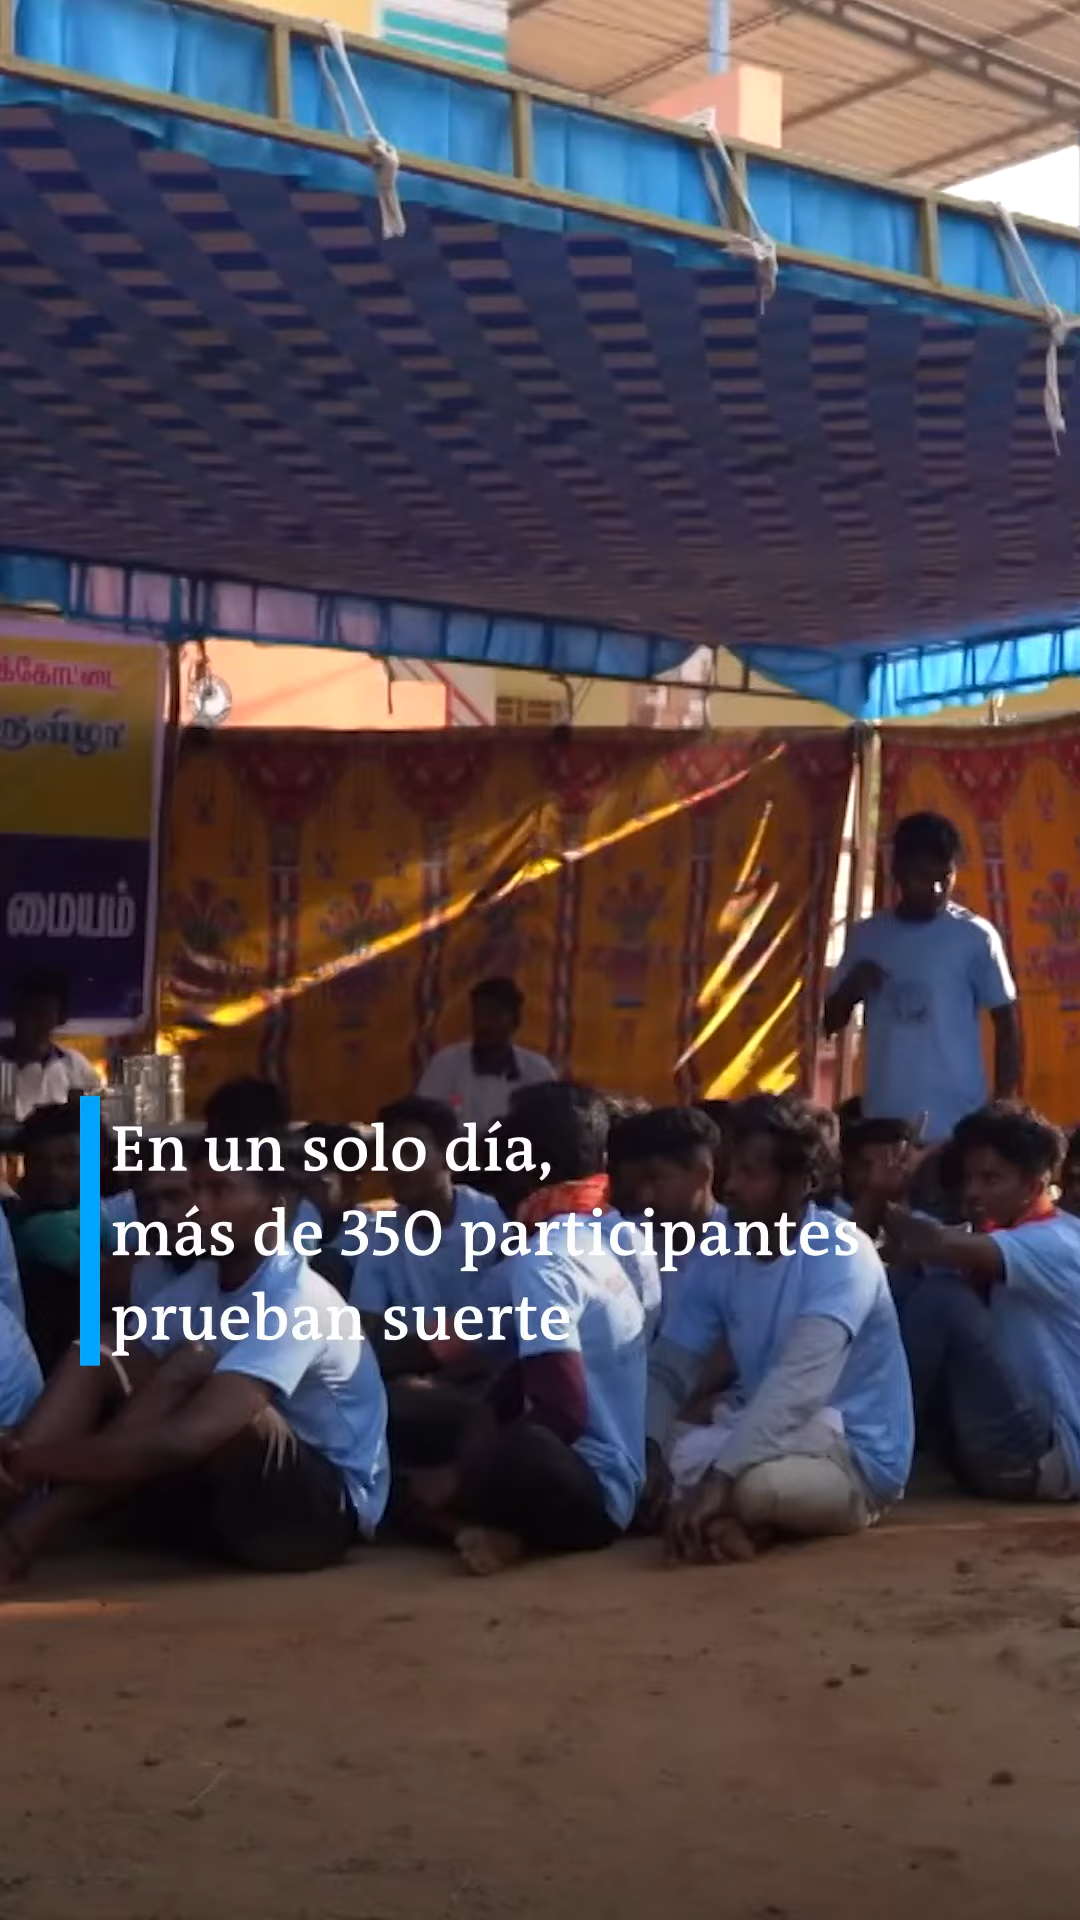 க்கோட்டை
ருவிழா
மையம்
En un solo día,
más de 350 participantes
prueban suerte